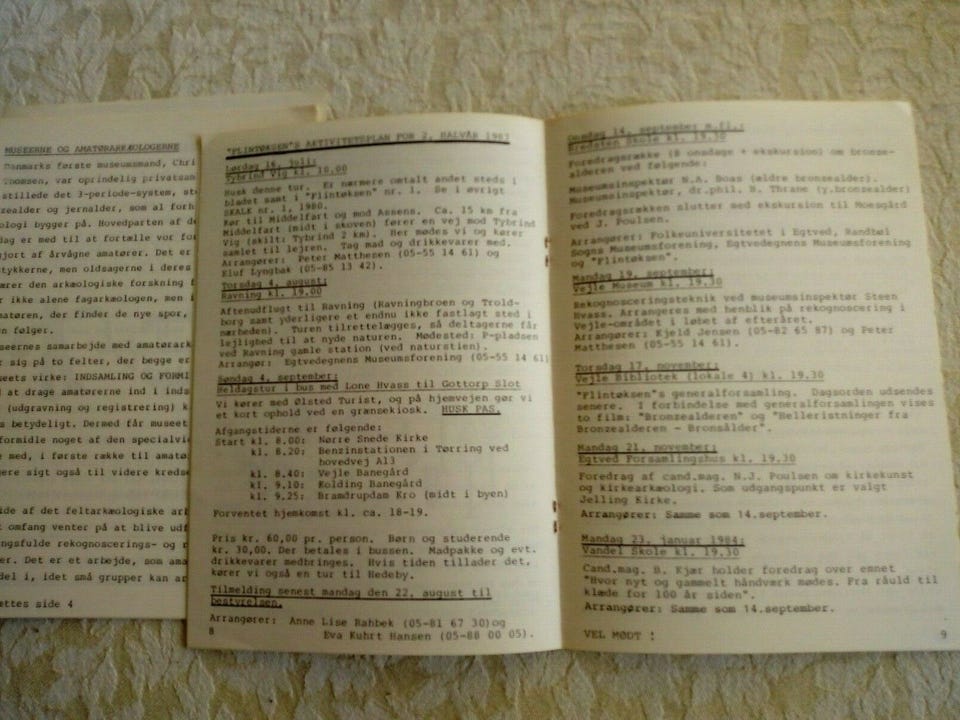 MUSEERNE OG AMATØRARKÆOLOGERNE
Danmarks første museumsmand, Chri
Thomsen, var oprindelig privatsam
stillede det 3-periode-system, st
zealder og jernalder, som al forh
ologi bygger på. Hovedparten af de
dag er med til at fortælle vor fo
gjort af årvågne amatører. Det er
tykkerne, men oldsagerne i deres
ærer den arkæologiske forskning f
r ikke alene fagarkæologen, men i
matøren, der finder de nye spor,
n følger.
useernes samarbejde med amatørark
r sig på to felter, der begge er
seets virke: INDSAMLING OG FORMI
d at drage amatørerne ind i inds
(udgravning og registrering) k
s betydeligt. Dermed får museet
formidle noget af den specialvi
e med, i første række til amatø
gere sigt også til videre kredse
ide af det feltarkæologiske arb
t omfang venter på at blive udf
ngsfulde rekognoscerings- og r
er. Det er et arbejde, som ama
del i, idet små grupper kan ar
ettes side 4
"FLINTØKSEN"S AKTIVITETSPLAN FOR 2. HALVÅR 1983
Lørdag 16. juli:
Tybrind Vig kl. 10.00
Husk denne tur. Er nærmere omtalt andet steds i
bladet samt i "Flintøksen" nr. 1. Se i øvrigt
SKALK nr. 1, 1980.
Kør til Middelfart og mod Assens. Ca. 15 km fra
Middelfart (midt i skoven) fører en vej mod Tybrind
Vig (skilt: Tybrind 2 km). Her mødes vi og kører
samlet til lejren. Tag mad og drikkevarer med.
Arrangører: Peter Matthesen (05-55 14 61) og
Eluf Lyngbak (05-85 13 42).
Torsdag 4. august:
Ravning kl. 19.00
Aftenudflugt til Ravning (Ravningbroen og Trold-
borg samt yderligere et endnu ikke fastlagt sted i
nærheden). Turen tilrettelægges, så deltagerne får
lejlighed til at nyde naturen. Mødested: P-pladsen
ved Ravning gamle station (ved naturstien).
Arrangør: Egtvedegnens Museumsforening (05-55 14 61)
Søndag 4. september:
Heldagstur i bus med Lone Hvass til Gottorp Slot
Vi kører med Ølsted Turist, og på hjemvejen gør vi
et kort ophold ved en grænsekiosk. HUSK PAS.
Afgangstiderne er følgende:
Start kl. 8.00: Nørre Snede Kirke
kl. 8.20: Benzinstationen i Tørring ved
hovedvej A13
kl. 8.40: Vejle Banegård
kl. 9.10: Kolding Banegård
kl. 9.25: Bramdrupdam Kro (midt i byen)
Forventet hjemkomst kl. ca. 18-19.
Pris kr. 60,00 pr. person. Børn og studerende
kr. 30,00. Der betales i bussen. Madpakke og evt.
drikkevarer medbringes. Hvis tiden tillader det,
kører vi også en tur til Hedeby.
Tilmelding senest mandag den 22. august til
bestyrelsen.
Arrangører: Anne Lise Rahbek (05-81 67 30)og
Eva Kuhrt Hansen (05-88 00 05).
8
Onsdag 14. september m.fl.:
Bredsten Skole kl. 19.30
Foredragsrække (8 onsdage + ekskursion) om bronze-
alderen ved følgende:
Museumsinspektør N.A. Boas (ældre bronzealder).
Museumsinspektør, dr.phil. B. Thrane (y.bronzealder)
Foredragsrækken slutter med ekskursion til Moesgård
ved J. Poulsen.
Arrangører: Folkeuniversitetet i Egtved, Randbøl
Sogns Museumsforening, Egtvedegnens Museumsforening
og "Flintøksen".
Mandag 19. september:
Vejle Museum kl. 19.30
Rekognosceringsteknik ved museumsinspektør Steen
Hvass. Arrangeres med henblik på rekognoscering i
Vejle-området i løbet af efteråret.
Arrangører: Kjeld Jensen (05-82 65 87) og Peter
Matthesen (05-55 14 61).
Torsdag 17. november:
Vejle Bibliotek (lokale 4) kl. 19.30
"Flintøksen"s generalforsamling. Dagsorden udsendes
senere. I forbindelse med generalforsamlingen vises
to film: "Bronzealderen" og "Helleristninger fra
Bronzealderen - Bronsålder".
Mandag 21. november:
Egtved Forsamlingshus kl. 19.30
Foredrag af cand.mag. N.J. Poulsen om kirkekunst
og kirkearkæologi. Som udgangspunkt er valgt
Jelling Kirke.
Arrangører: Samme som 14.september.
Mandag 23. januar 1984:
Vandel Skole kl. 19.30
Cand.mag. B. Kjær holder foredrag over emnet
"Hvor nyt og gammelt håndværk mødes. Fra råuld til
klæde for 100 år siden".
Arrangører: Samme som 14.september.
VEL MØDT !
9